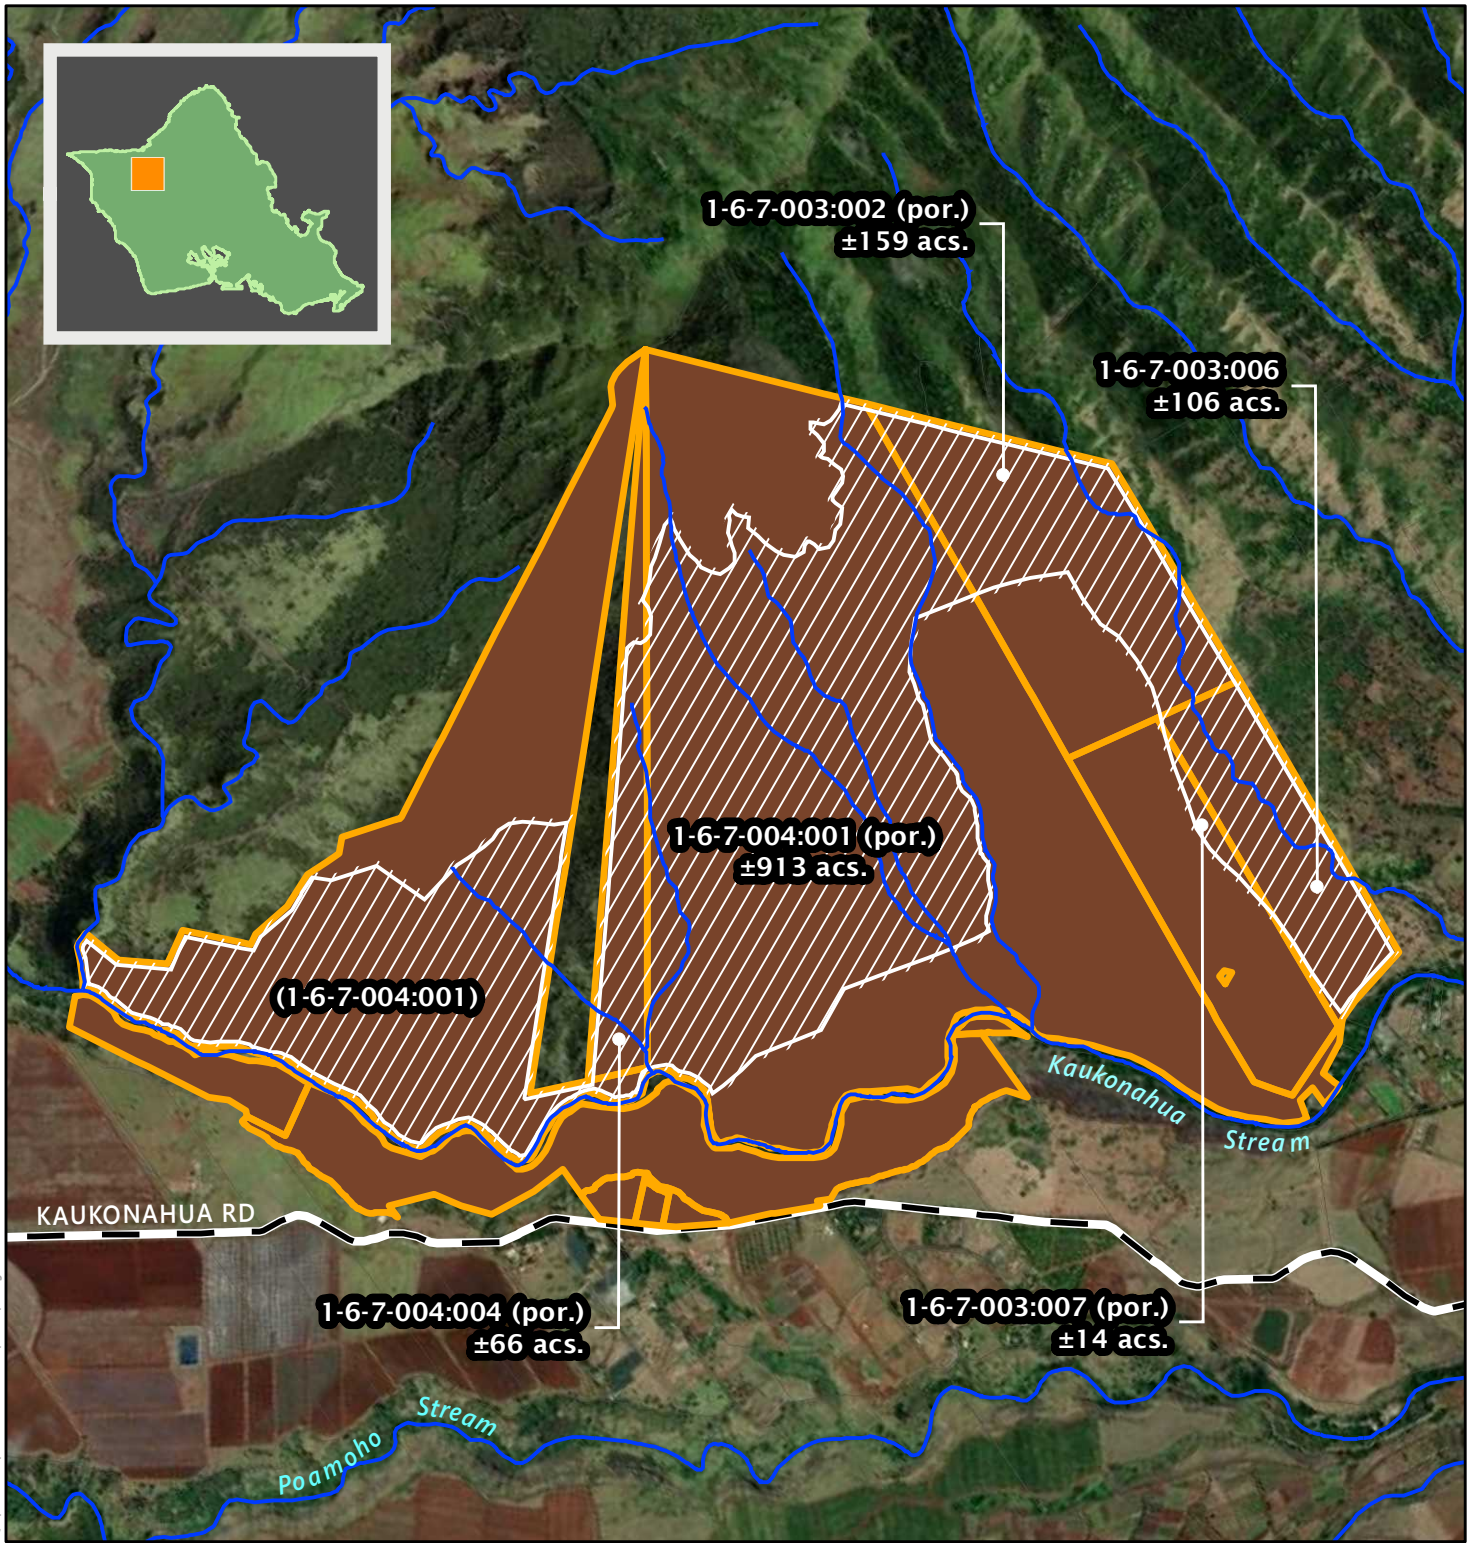 1-6-7-003:002 (por.)
±159 acs.
1-6-7-003:006
±106 acs.
1-6-7-004:001 (por.)
±913 acs.
(1-6-7-004:001)
Kaukonahua
Stream
KAUKONAHUA RD
1-6-7-004:004 (por.)
±66 acs.
1-6-7-003:007 (por.)
±14 acs.
Poamoho
Stream